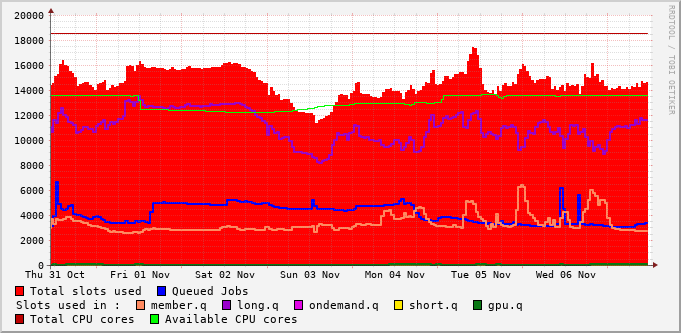 20000
18000
16000
14000
12000
10000
8000
6000
4000
2000
0
Thu 31 Oct Fri 01 Nov Sat 02 Nov Sun 03 Nov Mon 04 Nov Tue 05 Nov Wed 06 Nov
Total slots used Queued Jobs
Slots used in : member.q long.q ondemand.q short.q gpu.q
Total CPU cores Available CPU cores
RRDTOOL / TOBI OETIKER